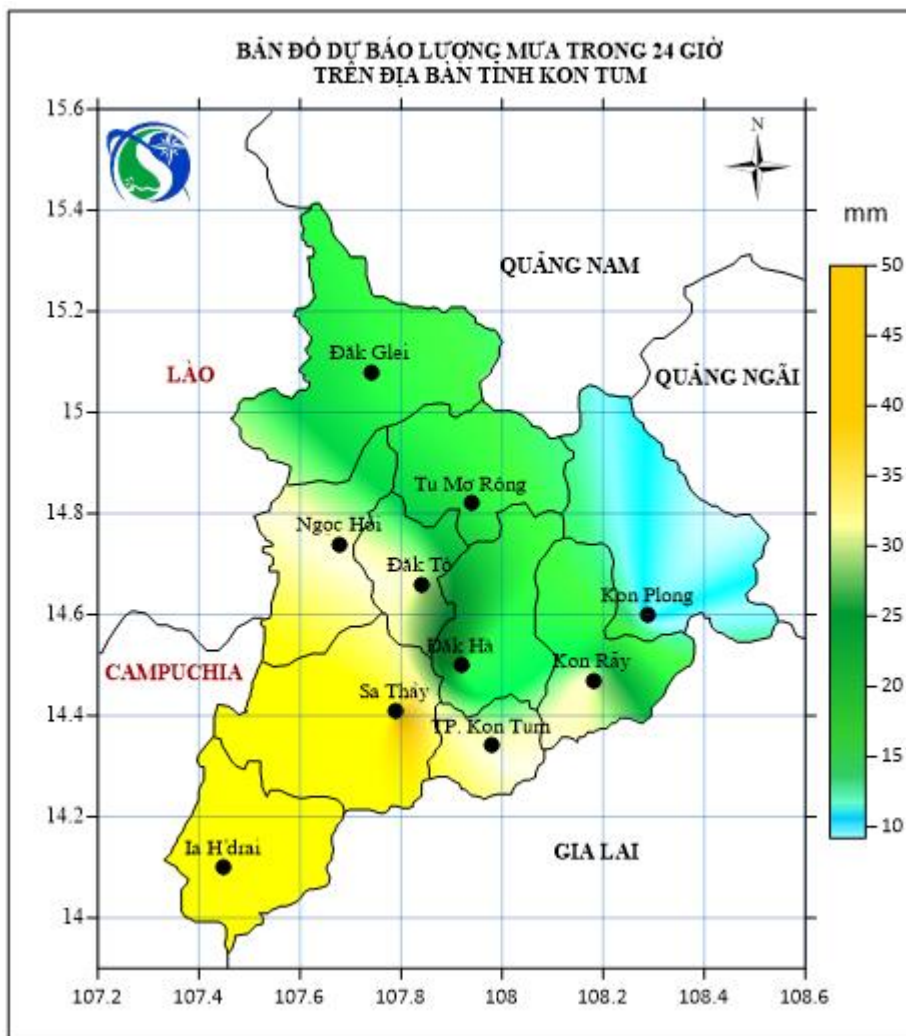 BẢN ĐỒ DỰ BÁO LƯỢNG MƯA TRONG 24 GIỜ
TRÊN ĐỊA BÀN TỈNH KON TUM
15.6
N
15.4
mm
QUẢNG NAM
50
45
15.2
Đăk Glei
LÀO
QUẢNG NGÃI
40
15
35
Tu Mơ Rông
14.8
Ngọc Hồi
30
Đăk Tô
14.6
Kon Plong
25
Đăk Hà
Kon Rẫy
CAMPUCHIA
Sa Thầy
20
14.4
TP. Kon Tum
15
14.2
Ia H'drai
GIA LAI
10
14
107.2
107.4
107.6
107.8
108
108.2
108.4
108.6